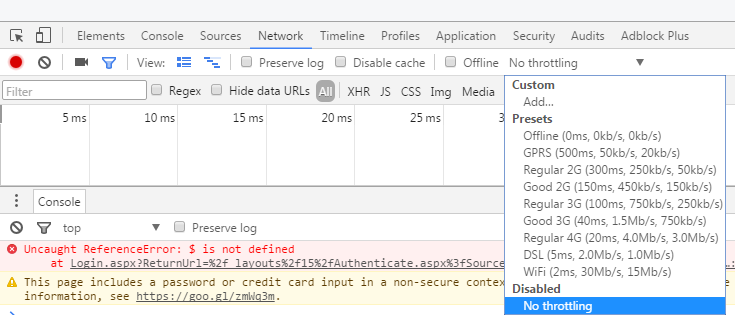 Elements Console Sources Network Timeline Profiles Application Security Audits Adblock Plus
View: Preserve log Disable cache Offline No throttling
Filter Regex Hide data URLs All XHR JS CSS Img Media
5 ms 10 ms 15 ms 20 ms 25 ms
Custom
Add...
Presets
Offline (0ms, 0kb/s, 0kb/s)
GPRS (500ms, 50kb/s, 20kb/s)
Regular 2G (300ms, 250kb/s, 50kb/s)
Good 2G (150ms, 450kb/s, 150kb/s)
Regular 3G (100ms, 750kb/s, 250kb/s)
Good 3G (40ms, 1.5Mb/s, 750kb/s)
Regular 4G (20ms, 4.0Mb/s, 3.0Mb/s)
DSL (5ms, 2.0Mb/s, 1.0Mb/s)
WiFi (2ms, 30Mb/s, 15Mb/s)
Disabled
No throttling
Console
top Preserve log
Uncaught ReferenceError: $ is not defined
at Login.aspx?ReturnUrl=%2f_layouts%2f15%2fAuthenticate.aspx%3fSource
This page includes a password or credit card input in a non-secure contex
information, see https://goo.gl/zmWq3m.